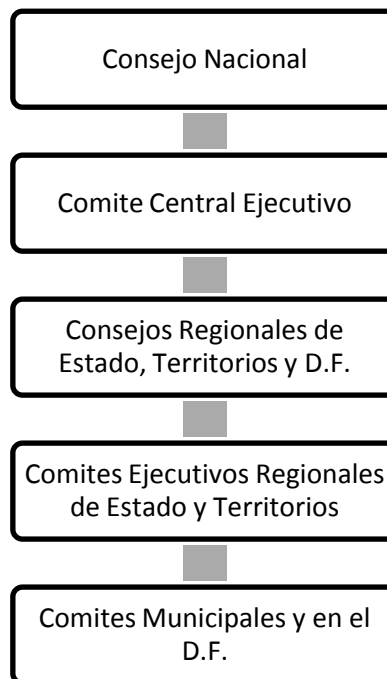 Consejo Nacional
Comite Central Ejecutivo
Consejos Regionales de
Estado, Territorios y D.F.
Comites Ejecutivos Regionales
de Estado y Territorios
Comites Municipales y en el
D.F.